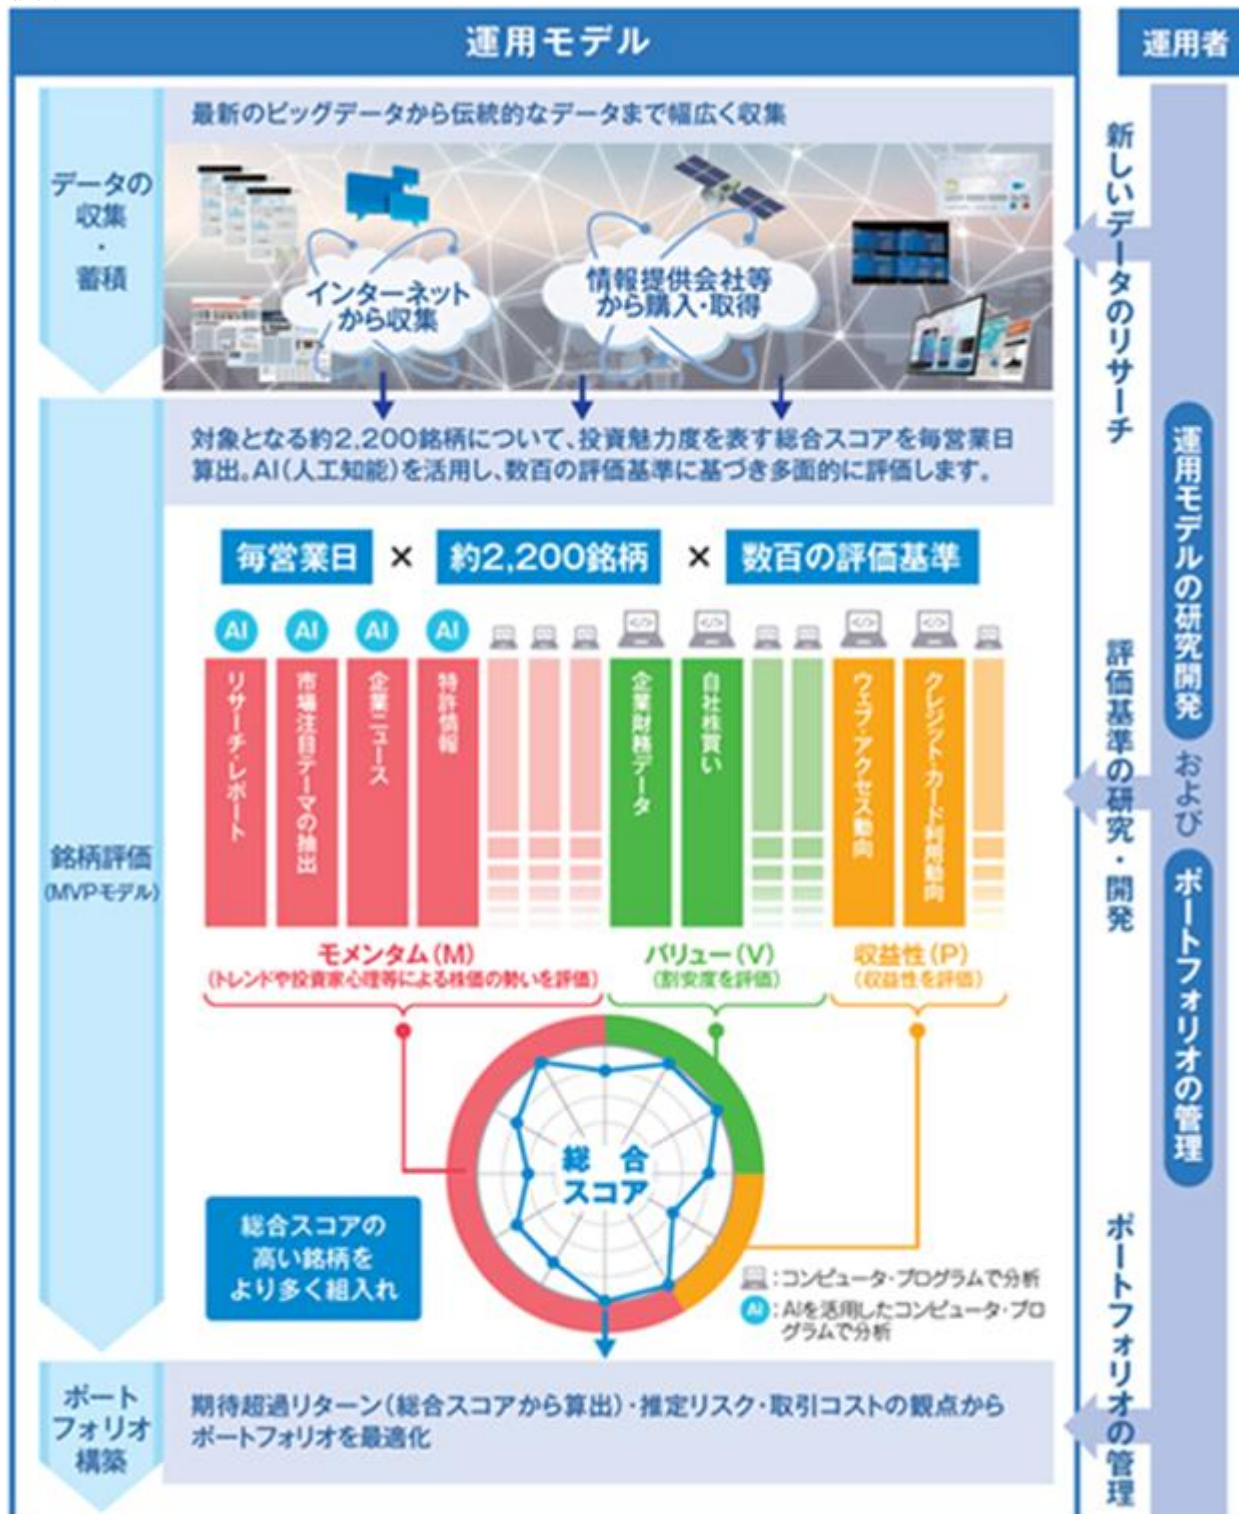 運用モデル
運用者
データの
収集
・
蓄積
最新のビッグデータから伝統的なデータまで幅広く収集
インターネット
から収集
情報提供会社等
から購入・取得
新しいデータのリサーチ
銘柄評価
(MVPモデル)
対象となる約2,200銘柄について、投資魅力度を表す総合スコアを毎営業日
算出。AI(人工知能)を活用し、数百の評価基準に基づき多面的に評価します。
毎営業日 × 約2,200銘柄 × 数百の評価基準
AI AI AI AI
リサーチ・レポート
市場注目テーマの抽出
企業ニュース
特許情報
企業財務データ
自社株買い
ウェブ・アクセス動向
クレジット・カード利用動向
モメンタム(M)
(トレンドや投資家心理等による株価の勢いを評価)
バリュー(V)
(割安度を評価)
収益性(P)
(収益性を評価)
総合
スコア
総合スコアの
高い銘柄を
より多く組入れ
:コンピュータ・プログラムで分析
AI:AIを活用したコンピュータ・プロ
グラムで分析
評価基準の研究・開発
運用モデルの研究開発
および
ポートフォリオの管理
ポート
フォリオ
構築
期待超過リターン(総合スコアから算出)・推定リスク・取引コストの観点から
ポートフォリオを最適化
ポートフォリオの管理